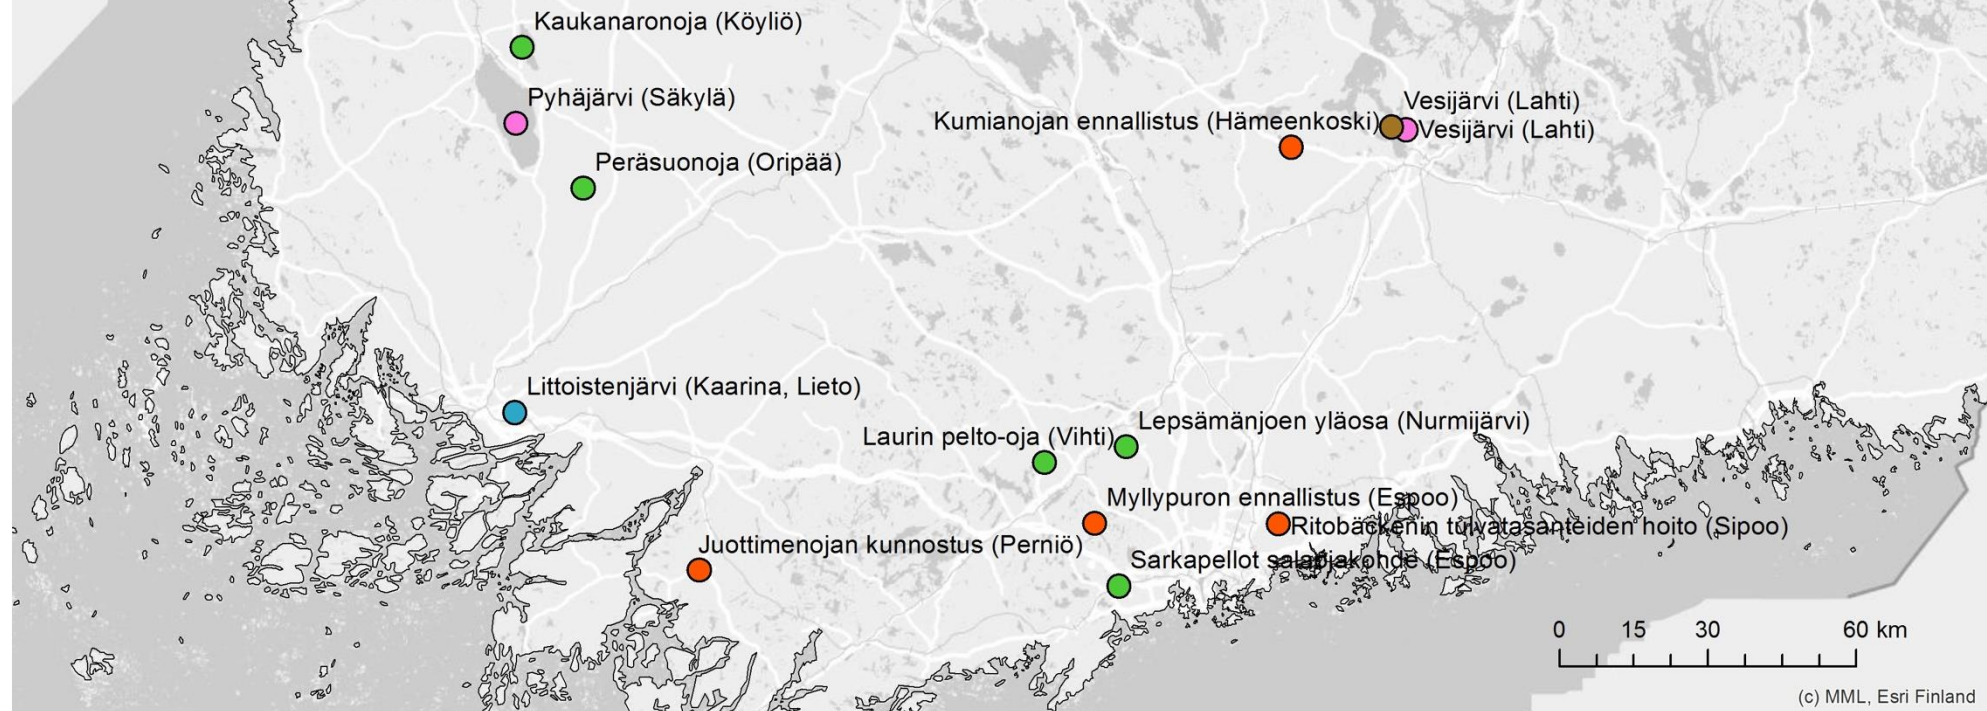 Kaukanaronoja (Köyliö)
Pyhäjärvi (Säkylä)
Vesijärvi (Lahti)
Kumianojan ennallistus (Hämeenkoski)
Vesijärvi (Lahti)
Peräsuonoja (Oripää)
Littoistenjärvi (Kaarina, Lieto)
Lepsämänjoen yläosa (Nurmijärvi)
Laurin pelto-oja (Vihti)
Myllypuron ennallistus (Espoo)
Ritobäckenin tulvatasanteiden hoito (Sipoo)
Juottimenojan kunnostus (Perniö)
Sarkapellot salaojakohde (Espoo)
0 15 30 60 km
(c) MML, Esri Finland